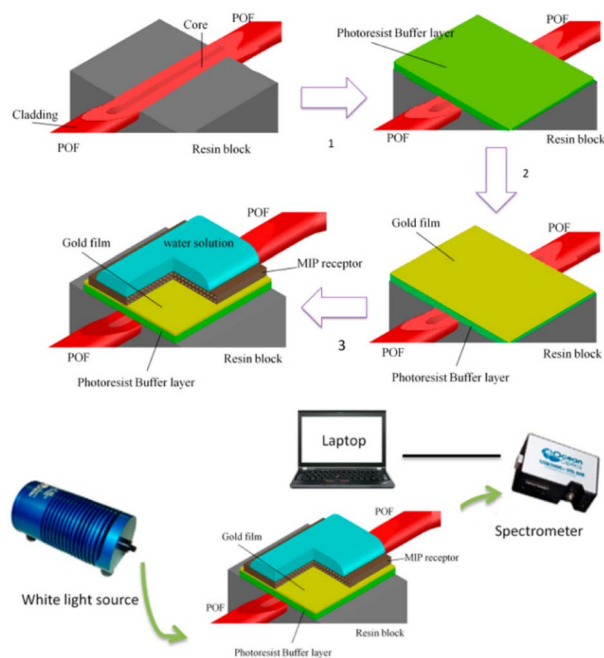 POF
Core
Cladding
POF
Resin block
1
Photoresist Buffer layer
POF
POF
Resin block
2
POF
Gold film
water solution
MIP receptor
POF
Resin block
Photoresist Buffer layer
3
POF
Gold film
POF
Resin block
Photoresist Buffer layer
Laptop
Ocean
Optics
Spectrometer
White light source
POF
Gold film
MIP receptor
POF
Photoresist Buffer layer